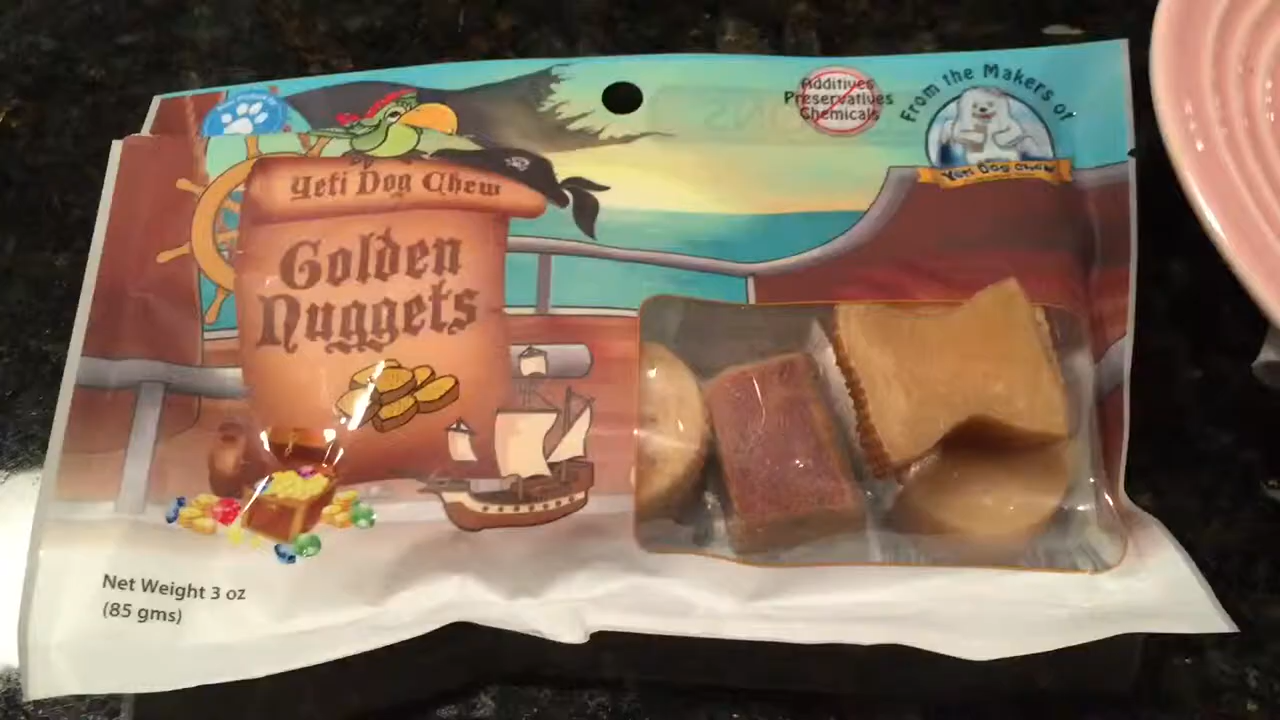 Additives
Preservatives
Chemicals
From the Makers of
Yeti Dog Chew
Yeti Dog Chew
Golden
Nuggets
Net Weight 3 oz
(85 gms)